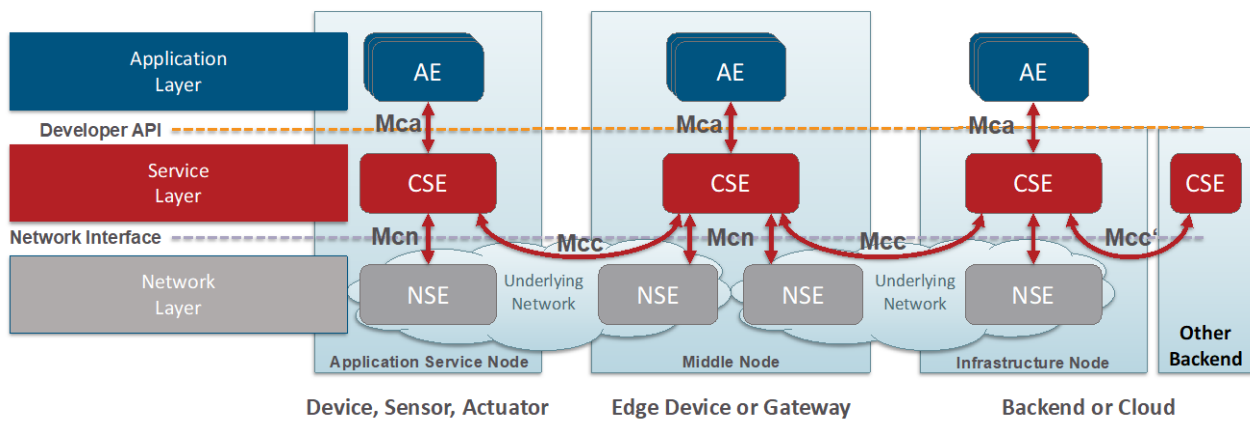 Application
Layer
AE
AE
AE
Mca
Mca
Mca
Developer API
Service
Layer
CSE
CSE
CSE
CSE
Mcn
Mcc
Mcn
Mcc
Mcc‘
Network Interface
Network
Layer
NSE
Underlying
Network
NSE
NSE
Underlying
Network
NSE
Other
Backend
Application Service Node
Middle Node
Infrastructure Node
Device, Sensor, Actuator
Edge Device or Gateway
Backend or Cloud